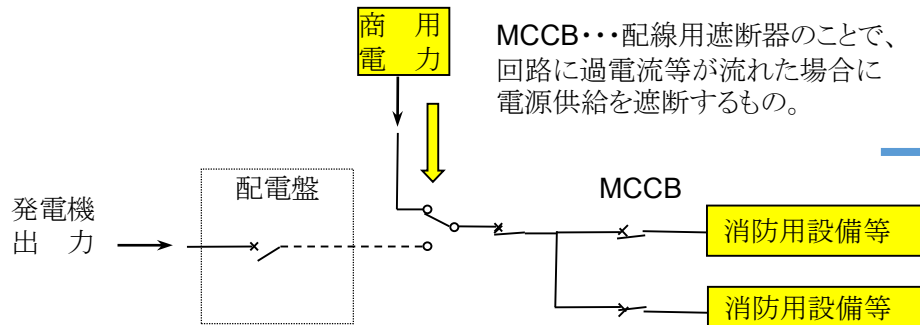 商　用
電　力
MCCB・・・配線用遮断器のことで、
回路に過電流等が流れた場合に
電源供給を遮断するもの。
配電盤
MCCB
発電機
出　力
消防用設備等
消防用設備等